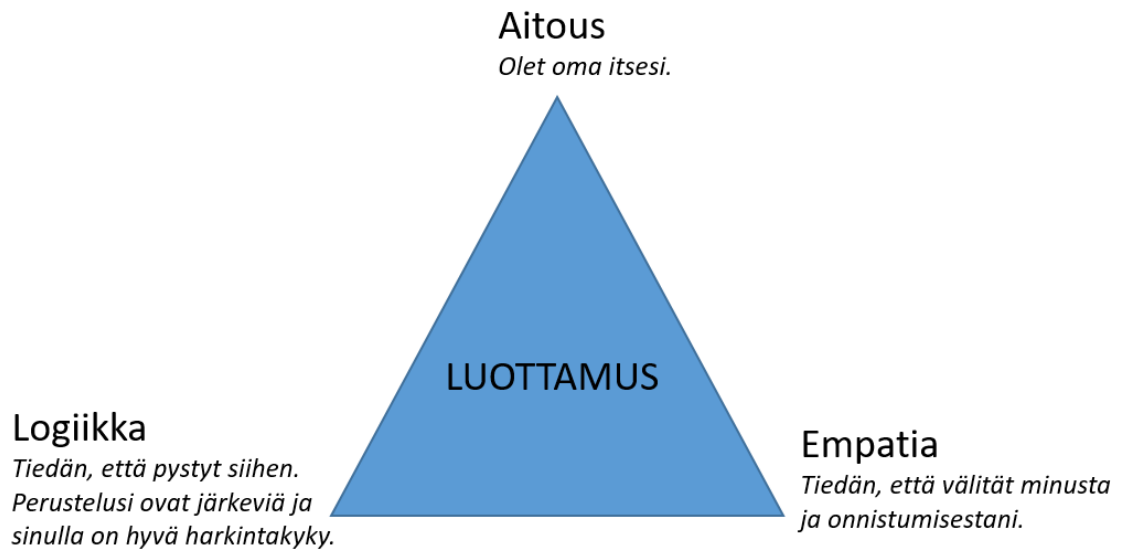 Aitous
Olet oma itsesi.
LUOTTAMUS
Logiikka
Tiedän, että pystyt siihen.
Perustelusi ovat järkeviä ja
sinulla on hyvä harkintakyky.
Empatia
Tiedän, että välität minusta
ja onnistumisestani.